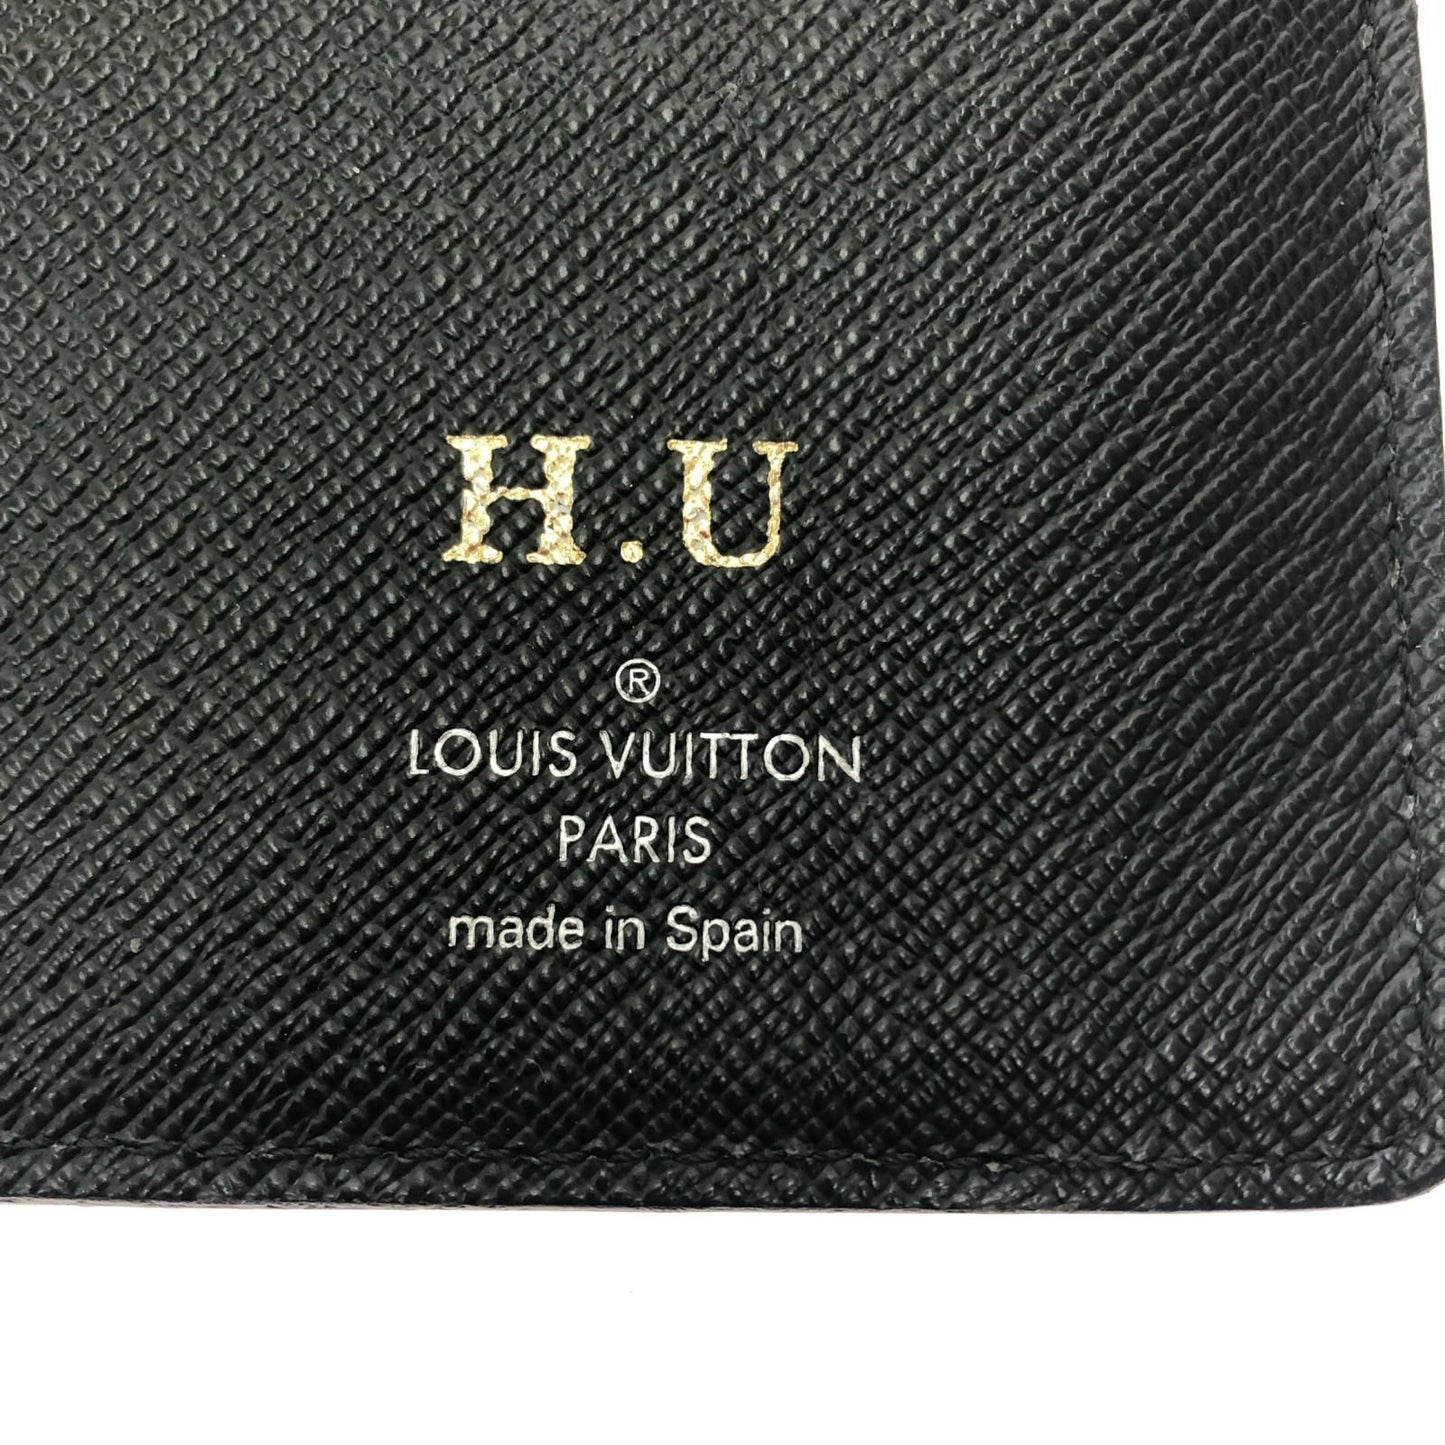 H.U
®
LOUIS VUITTON
PARIS
made in Spain